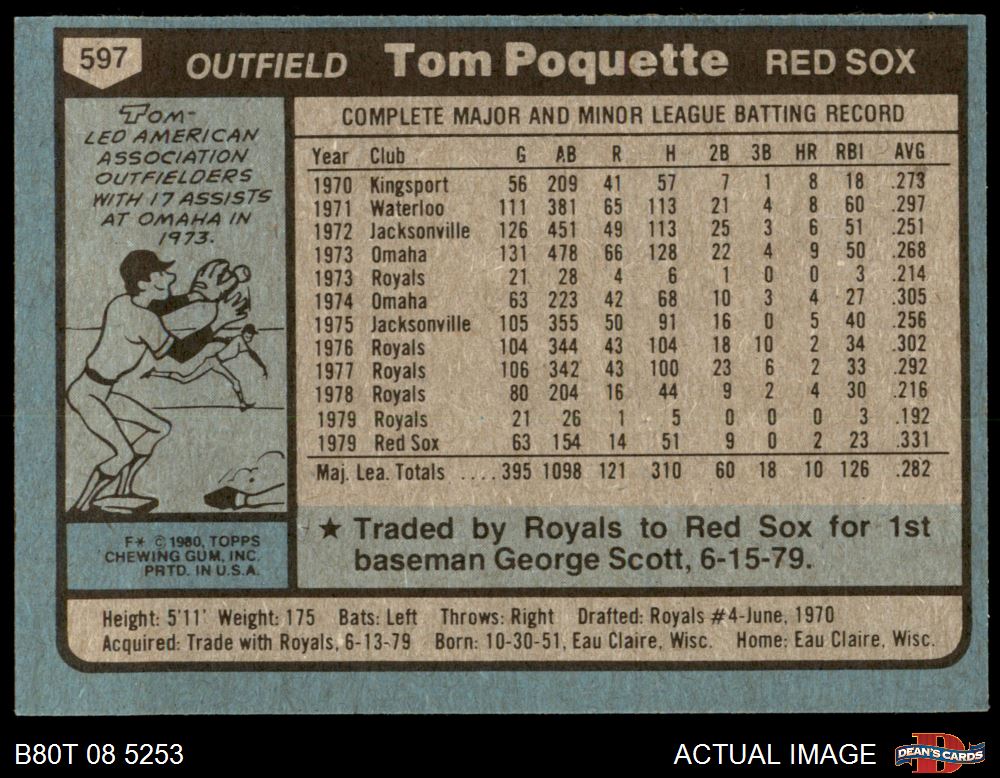 597 OUTFIELD Tom Poquette RED SOX
TOM-
LED AMERICAN
ASSOCIATION
OUTFIELDERS
WITH 17 ASSISTS
AT OMAHA IN
1973.
F* © 1980, TOPPS
CHEWING GUM, INC.
PRTD. IN U.S.A.
COMPLETE MAJOR AND MINOR LEAGUE BATTING RECORD
Year Club G AB R H 2B 3B HR RBI AVG
1970 Kingsport 56 209 41 57 7 1 8 18 .273
1971 Waterloo 111 381 65 113 21 4 8 60 .297
1972 Jacksonville 126 451 49 113 25 3 6 51 .251
1973 Omaha 131 478 66 128 22 4 9 50 .268
1973 Royals 21 28 4 6 1 0 0 3 .214
1974 Omaha 63 223 42 68 10 3 4 27 .305
1975 Jacksonville 105 355 50 91 16 0 5 40 .256
1976 Royals 104 344 43 104 18 10 2 34 .302
1977 Royals 106 342 43 100 23 6 2 33 .292
1978 Royals 80 204 16 44 9 2 4 30 .216
1979 Royals 21 26 1 5 0 0 0 3 .192
1979 Red Sox 63 154 14 51 9 0 2 23 .331
Maj. Lea. Totals ....395 1098 121 310 60 18 10 126 .282
★ Traded by Royals to Red Sox for 1st
baseman George Scott, 6-15-79.
Height: 5'11' Weight: 175 Bats: Left Throws: Right Drafted: Royals #4-June, 1970
Acquired: Trade with Royals, 6-13-79 Born: 10-30-51, Eau Claire, Wisc. Home: Eau Claire, Wisc.
B80T 08 5253 ACTUAL IMAGE DEAN'S CARDS